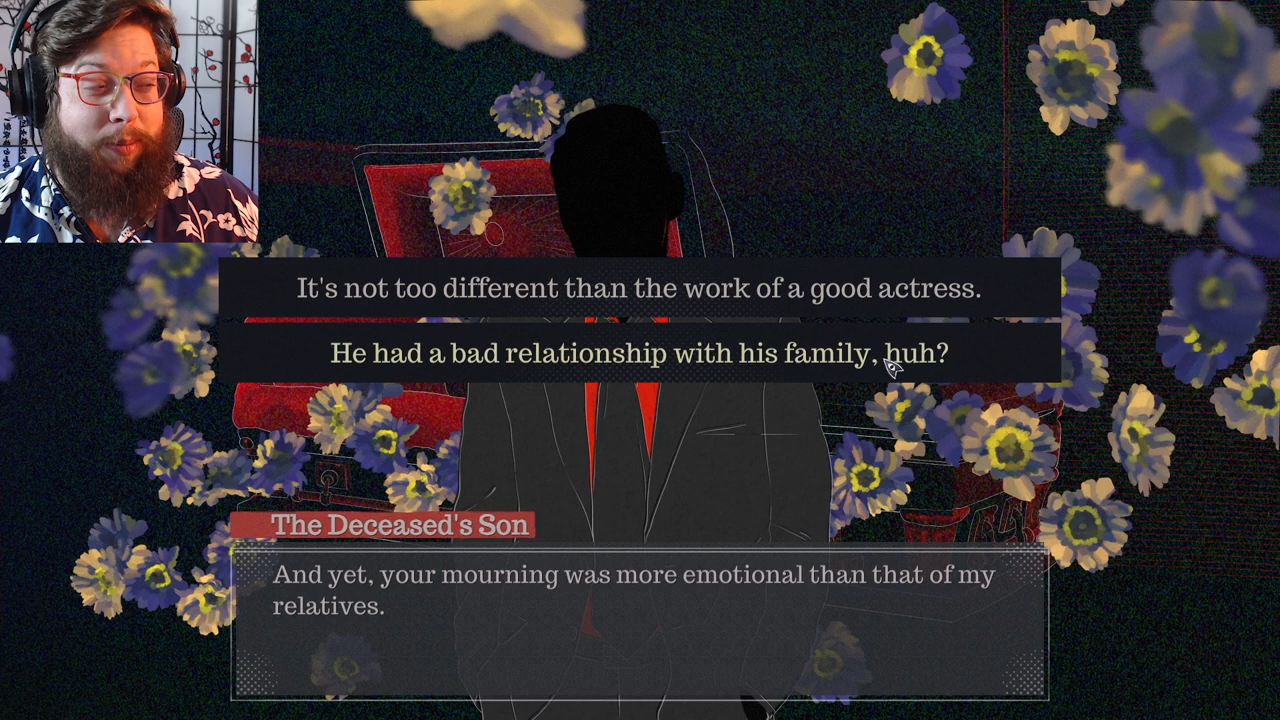 It's not too different than the work of a good actress.
He had a bad relationship with his family, huh?
The Deceased's Son
And yet, your mourning was more emotional than that of my
relatives.